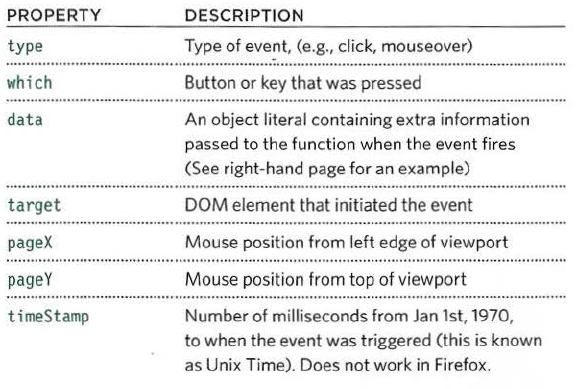 PROPERTY DESCRIPTION
type Type of event, (e.g., click, mouseover)
which Button or key that was pressed
data An object literal containing extra information
passed to the function when the event fires
(See right-hand page for an example)
target DOM element that initiated the event
pageX Mouse position from left edge of viewport
pageY Mouse position from top of viewport
timeStamp Number of milliseconds from Jan 1st, 1970,
to when the event was triggered (this is known
as Unix Time). Does not work in Firefox.